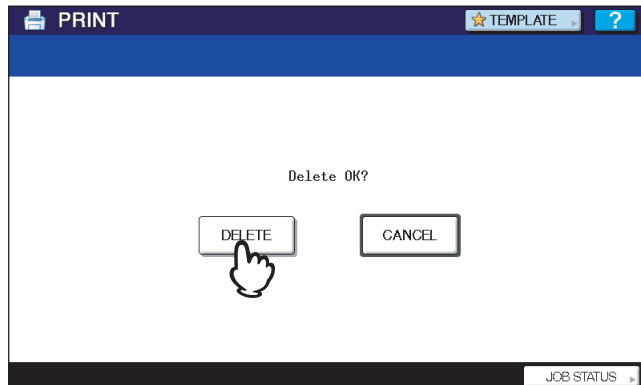 PRINT
TEMPLATE
?
Delete OK?
DELETE
CANCEL
JOB STATUS